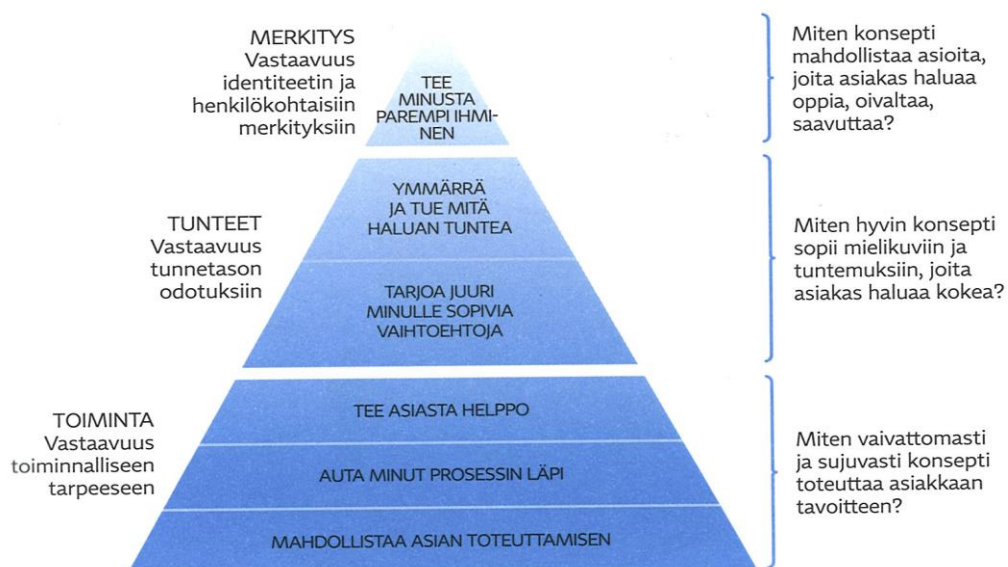 MERKITYS
Vastaavuus
identiteetin ja
henkilökohtaisiin
merkityksiin
TEE
MINUSTA
PAREMPI IHMI-
NEN
Miten konsepti
mahdollistaa asioita,
joita asiakas haluaa
oppia, oivaltaa,
saavuttaa?
TUNTEET
Vastaavuus
tunnetason
odotuksiin
YMMÄRRÄ
JA TUE MITÄ
HALUAN TUNTEA
TARJOA JUURI
MINULLE SOPIVIA
VAIHTOEHTOJA
Miten hyvin konsepti
sopii mielikuviin ja
tuntemuksiin, joita
asiakas haluaa kokea?
TOIMINTA
Vastaavuus
toiminnalliseen
tarpeeseen
TEE ASIASTA HELPPO
AUTA MINUT PROSESSIN LÄPI
MAHDOLLISTAA ASIAN TOTEUTTAMISEN
Miten vaivattomasti
ja sujuvasti konsepti
toteuttaa asiakkaan
tavoitteen?